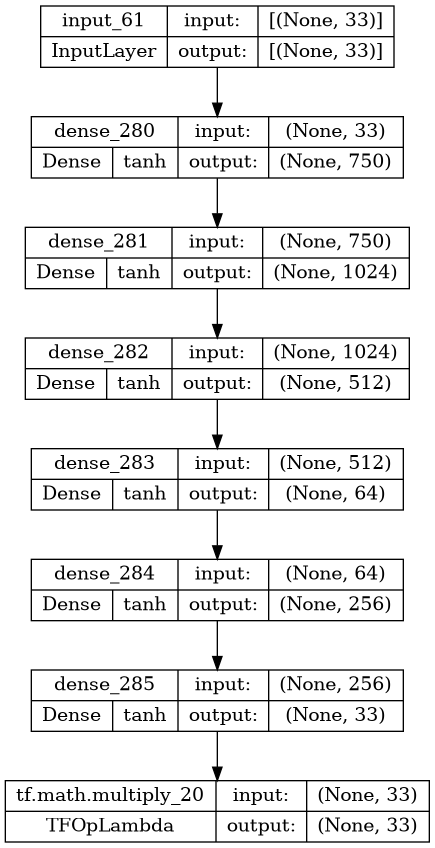 input_61 input: [(None, 33)]
InputLayer output: [(None, 33)]
dense_280 input: (None, 33)
Dense tanh output: (None, 750)
dense_281 input: (None, 750)
Dense tanh output: (None, 1024)
dense_282 input: (None, 1024)
Dense tanh output: (None, 512)
dense_283 input: (None, 512)
Dense tanh output: (None, 64)
dense_284 input: (None, 64)
Dense tanh output: (None, 256)
dense_285 input: (None, 256)
Dense tanh output: (None, 33)
tf.math.multiply_20 input: (None, 33)
TFOpLambda output: (None, 33)